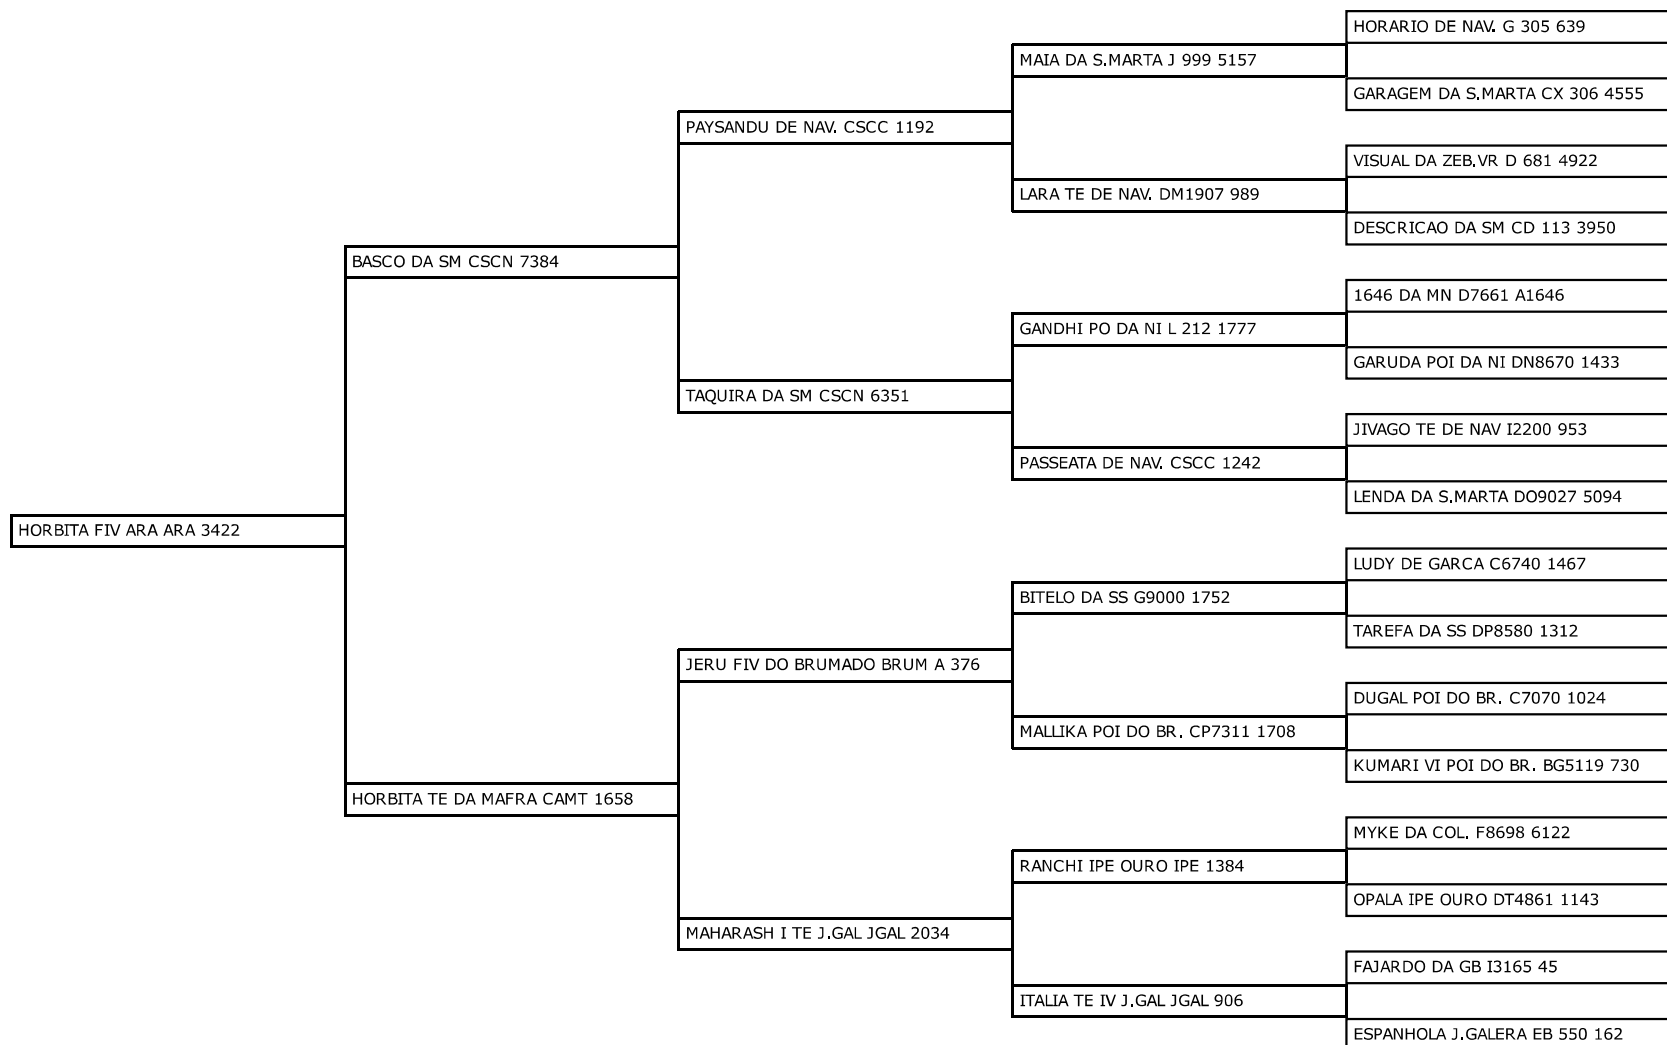 HORARIO DE NAV. G 305 639
MAIA DA S.MARTA J 999 5157
GARAGEM DA S.MARTA CX 306 4555
PAYSANDU DE NAV. CSCC 1192
VISUAL DA ZEB.VR D 681 4922
LARA TE DE NAV. DM1907 989
DESCRICAO DA SM CD 113 3950
BASCO DA SM CSCN 7384
1646 DA MN D7661 A1646
GANDHI PO DA NI L 212 1777
GARUDA POI DA NI DN8670 1433
TAQUIRA DA SM CSCN 6351
JIVAGO TE DE NAV I2200 953
PASSEATA DE NAV. CSCC 1242
LENDA DA S.MARTA DO9027 5094
HORBITA FIV ARA ARA 3422
LUDY DE GARCA C6740 1467
BITELO DA SS G9000 1752
TAREFA DA SS DP8580 1312
JERU FIV DO BRUMADO BRUM A 376
DUGAL POI DO BR. C7070 1024
MALLIKA POI DO BR. CP7311 1708
KUMARI VI POI DO BR. BG5119 730
HORBITA TE DA MAFRA CAMT 1658
MYKE DA COL. F8698 6122
RANCHI IPE OURO IPE 1384
OPALA IPE OURO DT4861 1143
MAHARASH I TE J.GAL JGAL 2034
FAJARDO DA GB I3165 45
ITALIA TE IV J.GAL JGAL 906
ESPANHOLA J.GALERA EB 550 162